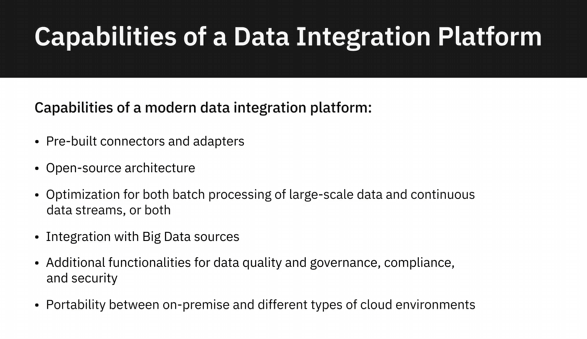 Capabilities of a Data Integration Platform
Capabilities of a modern data integration platform:
• Pre-built connectors and adapters
• Open-source architecture
• Optimization for both batch processing of large-scale data and continuous
data streams, or both
• Integration with Big Data sources
• Additional functionalities for data quality and governance, compliance,
and security
• Portability between on-premise and different types of cloud environments